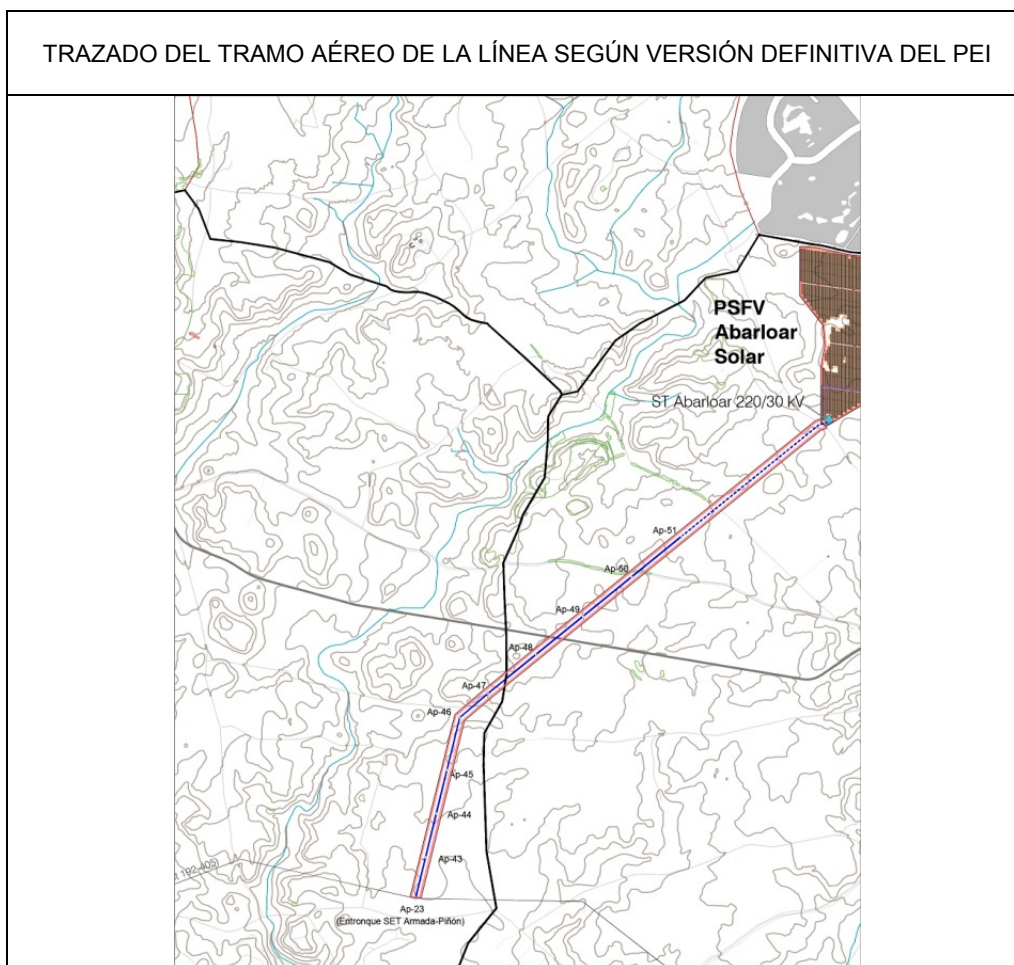 TRAZADO DEL TRAMO AÉREO DE LA LÍNEA SEGÚN VERSIÓN DEFINITIVA DEL PEI
PSFV
Abarloar
Solar
ST Abarloar 220/30 kV
Ap-51
Ap-50
Ap-49
Ap-48
Ap-47
Ap-46
Ap-45
Ap-44
Ap-43
192-405)
Ap-23
(Entronque SET Armada-Piñón)